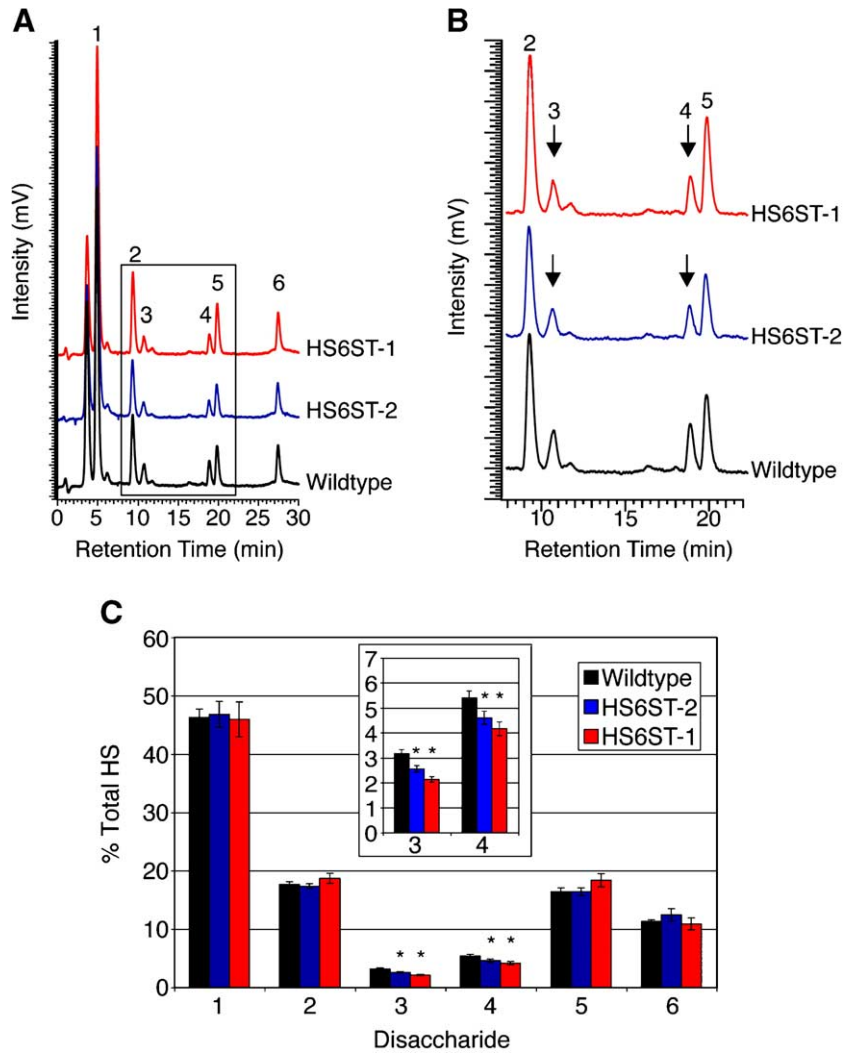 A
1
2
3
4
5
6
HS6ST-1
HS6ST-2
Wildtype
Intensity (mV)
0 5 10 15 20 25 30
Retention Time (min)
B
2
3
4
5
HS6ST-1
HS6ST-2
Wildtype
Intensity (mV)
10 15 20
Retention Time (min)
C
60
50
40
30
20
10
0
% Total HS
7
6
5
4
3
2
1
0
* *
* *
3 4
Wildtype
HS6ST-2
HS6ST-1
* *
* *
1 2 3 4 5 6
Disaccharide